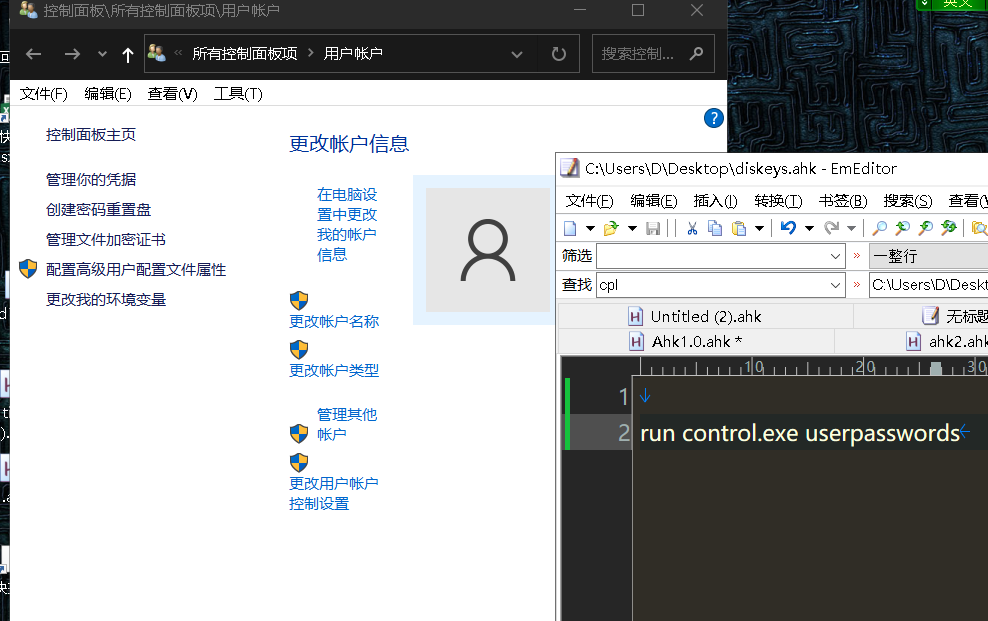 控制面板\所有控制面板项\用户帐户
英文
« 所有控制面板项 > 用户帐户
搜索控制...
文件(F) 编辑(E) 查看(V) 工具(T)
控制面板主页
管理你的凭据
创建密码重置盘
管理文件加密证书
配置高级用户配置文件属性
更改我的环境变量
更改帐户信息
在电脑设
置中更改
我的帐户
信息
更改帐户名称
更改帐户类型
管理其他
帐户
更改用户帐户
控制设置
?
C:\Users\D\Desktop\diskeys.ahk - EmEditor
文件(F) 编辑(E) 插入(I) 转换(T) 书签(B) 搜索(S) 查看(V
筛选 » 一整行
查找 cpl » C:\Users\D\Deskt
Untitled (2).ahk 无标题
Ahk1.0.ahk * ahk2.ahk
10 20 30
1 ↓
2 run control.exe userpasswords←